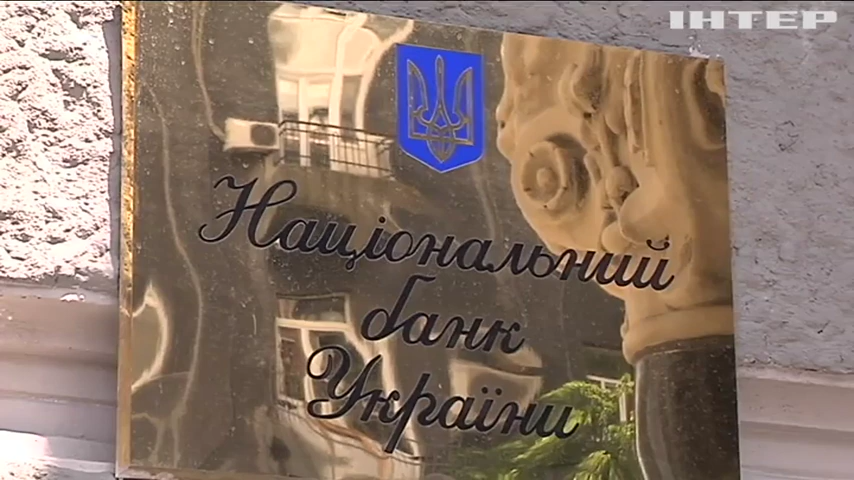 ІНТЕР
Національний
банк
України